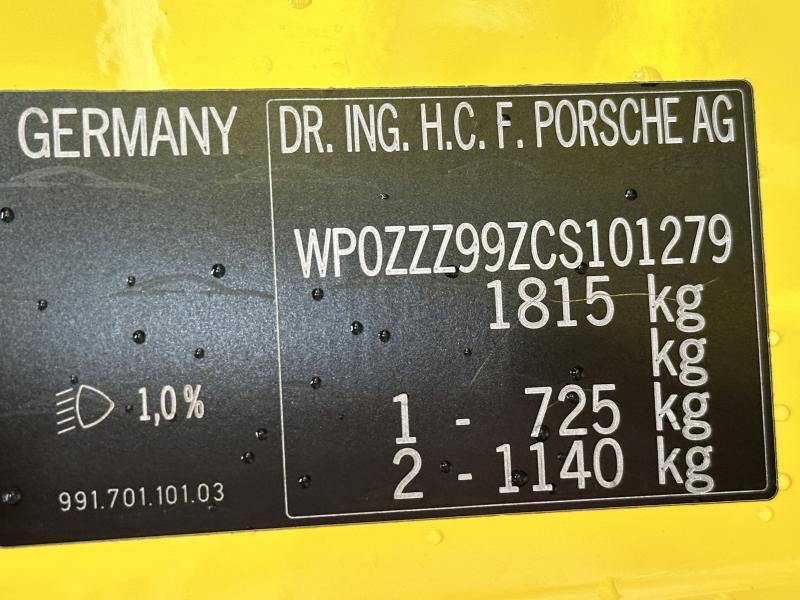 GERMANY
DR. ING. H.C. F. PORSCHE AG
WP0ZZZ99ZCS101279
1815 kg
kg
1 - 725 kg
2 - 1140 kg
1,0%
991.701.101.03